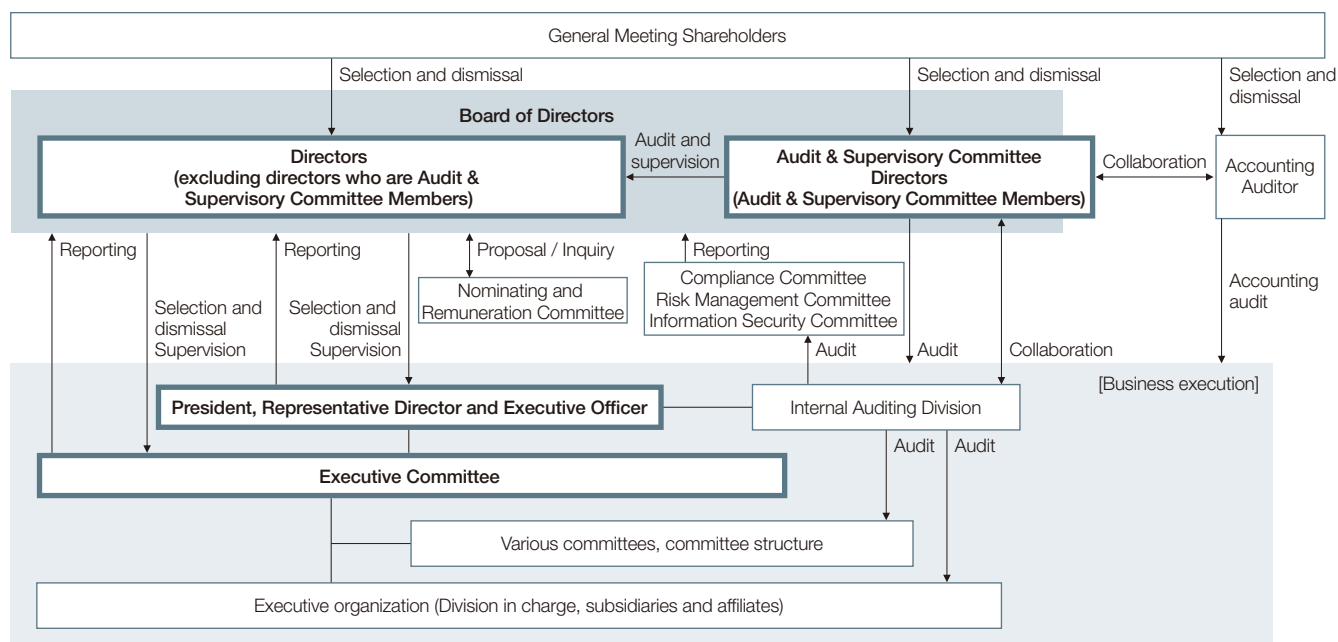 General Meeting Shareholders
Selection and dismissal
Selection and dismissal
Selection and
dismissal
Board of Directors
Directors
(excluding directors who are Audit &
Supervisory Committee Members)
Audit and
supervision
Audit & Supervisory Committee
Directors
(Audit & Supervisory Committee Members)
Collaboration
Accounting
Auditor
Reporting
Reporting
Proposal / Inquiry
Reporting
Selection and
dismissal
Supervision
Selection and
dismissal
Supervision
Nominating and
Remuneration Committee
Compliance Committee
Risk Management Committee
Information Security Committee
Accounting
audit
Audit
Audit
Collaboration
[Business execution]
President, Representative Director and Executive Officer
Internal Auditing Division
Audit
Audit
Executive Committee
Various committees, committee structure
Executive organization (Division in charge, subsidiaries and affiliates)